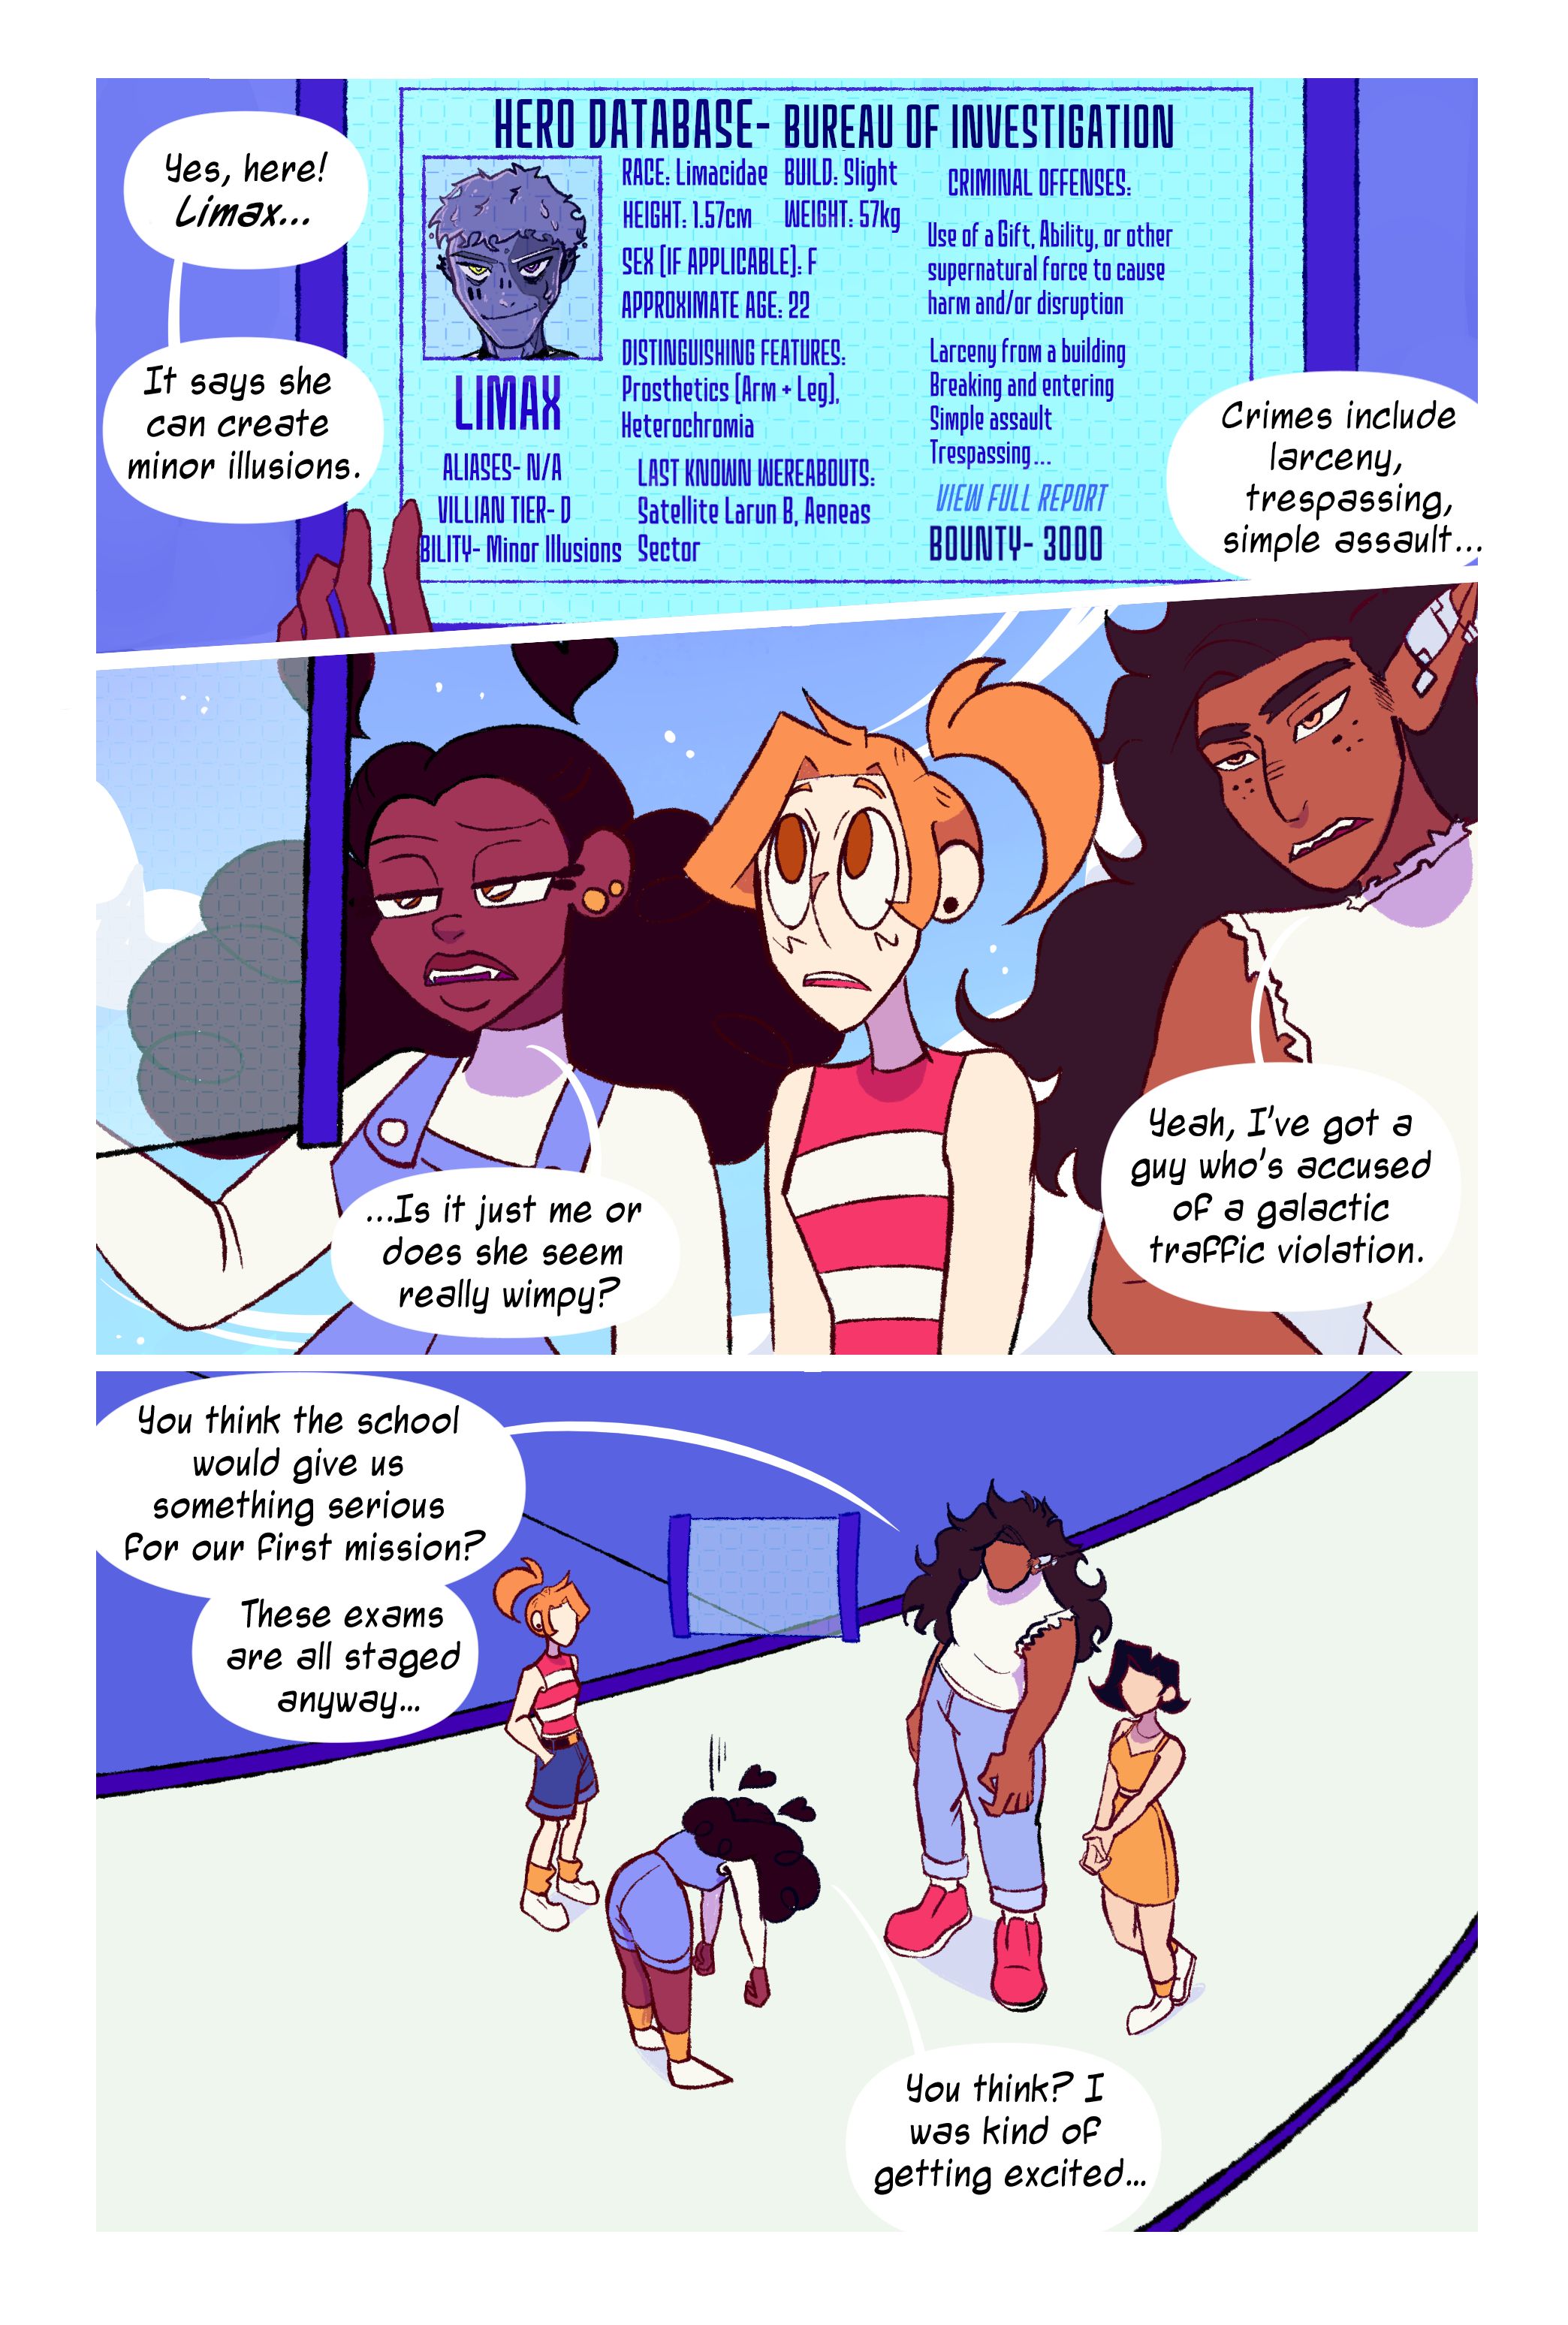 Yes, here!
Limax...
It says she
can create
minor illusions.
HERO DATABASE- BUREAU OF INVESTIGATION
LIMAX
ALIASES- N/A
VILLIAN TIER- D
BILITY- Minor Illusions
RACE: Limacidae BUILD: Slight
HEIGHT: 1.57cm WEIGHT: 57kg
SEX (IF APPLICABLE): F
APPROXIMATE AGE: 22
DISTINGUISHING FEATURES:
Prosthetics (Arm + Leg),
Heterochromia
LAST KNOWN WEREABOUTS:
Satellite Larun B, Aeneas
Sector
CRIMINAL OFFENSES:
Use of a Gift, Ability, or other
supernatural force to cause
harm and/or disruption
Larceny from a building
Breaking and entering
Simple assault
Trespassing...
VIEW FULL REPORT
BOUNTY- 3000
Crimes include
larceny,
trespassing,
simple assault...
...Is it just me or
does she seem
really wimpy?
Yeah, I've got a
guy who's accused
of a galactic
traffic violation.
You think the school
would give us
something serious
for our first mission?
These exams
are all staged
anyway...
You think? I
was kind of
getting excited...